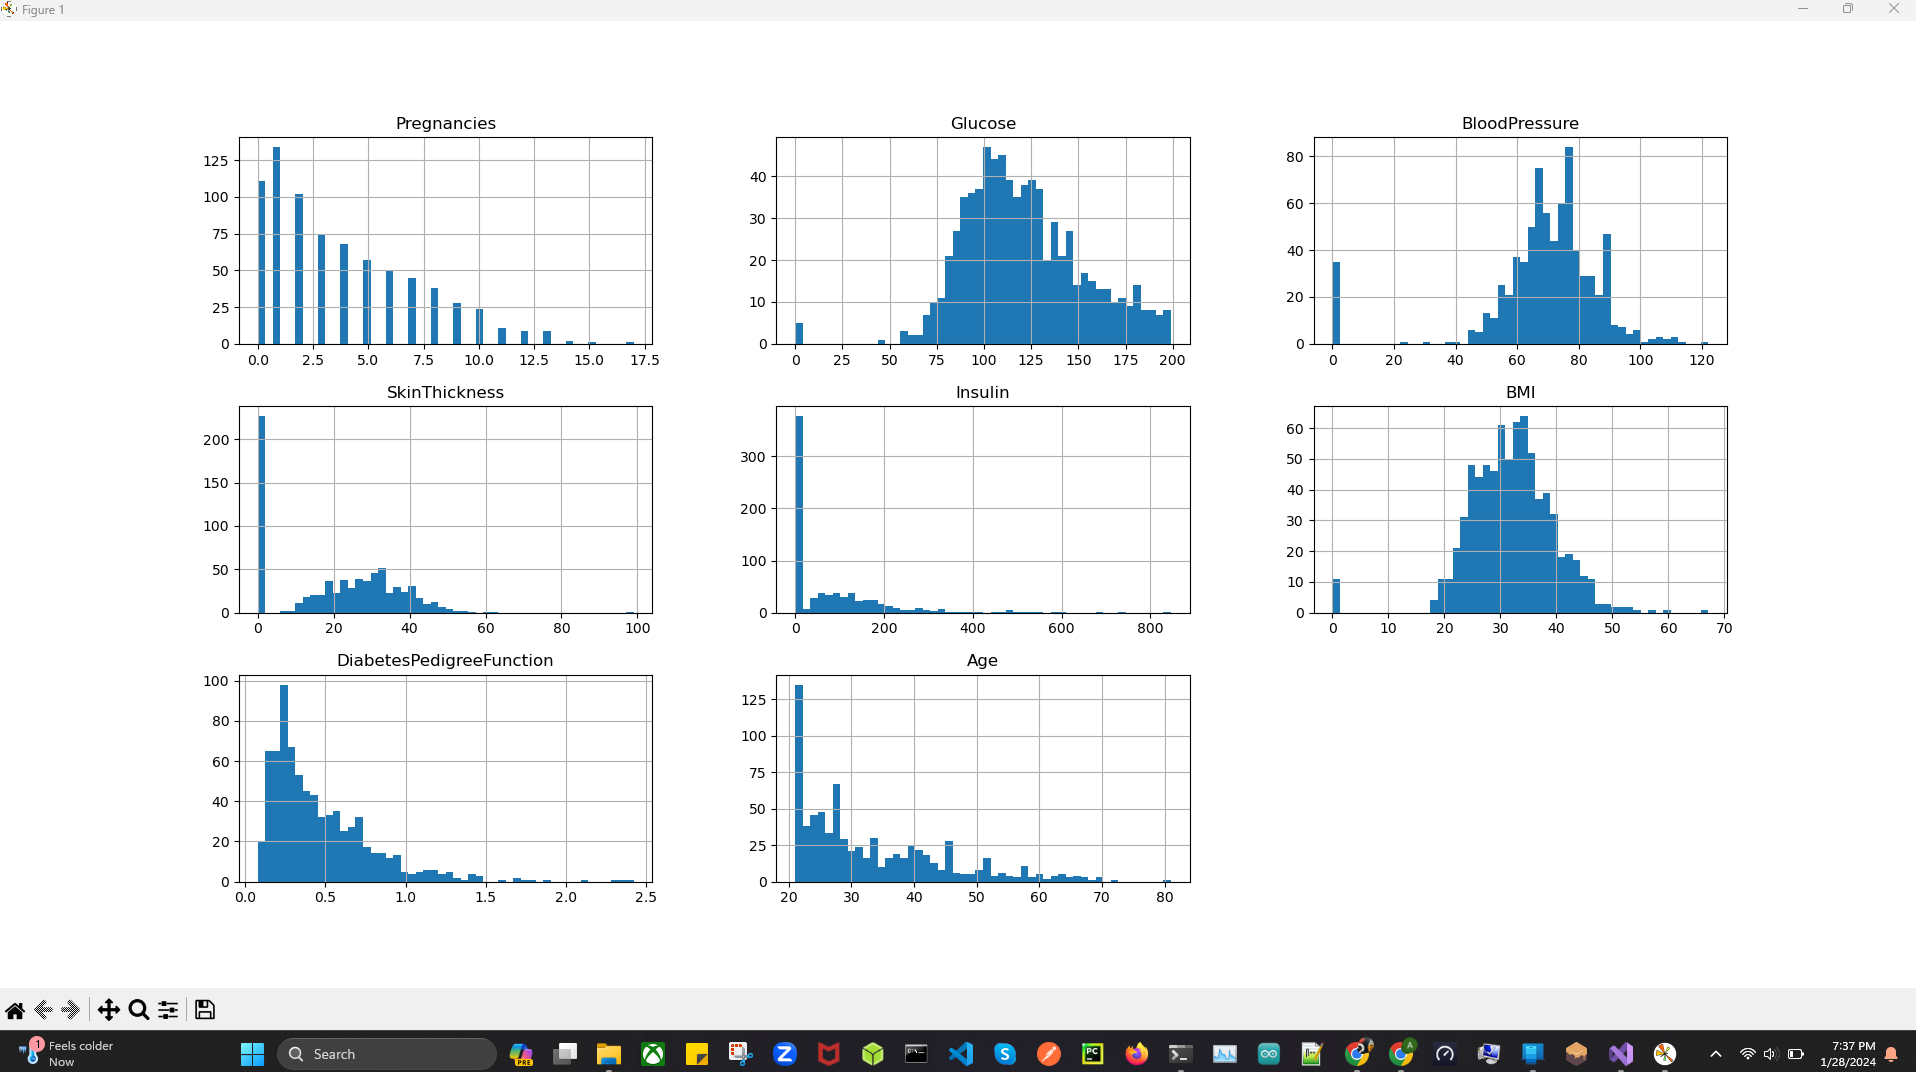 Figure 1
Pregnancies
125
100
75
50
25
0
0.0 2.5 5.0 7.5 10.0 12.5 15.0 17.5
Glucose
40
30
20
10
0
0 25 50 75 100 125 150 175 200
BloodPressure
80
60
40
20
0
0 20 40 60 80 100 120
SkinThickness
200
150
100
50
0
0 20 40 60 80 100
Insulin
300
200
100
0
0 200 400 600 800
BMI
60
50
40
30
20
10
0
0 10 20 30 40 50 60 70
DiabetesPedigreeFunction
100
80
60
40
20
0
0.0 0.5 1.0 1.5 2.0 2.5
Age
125
100
75
50
25
0
20 30 40 50 60 70 80
1
Feels colder
Now
Search
PRE
PC
A
7:37 PM
1/28/2024